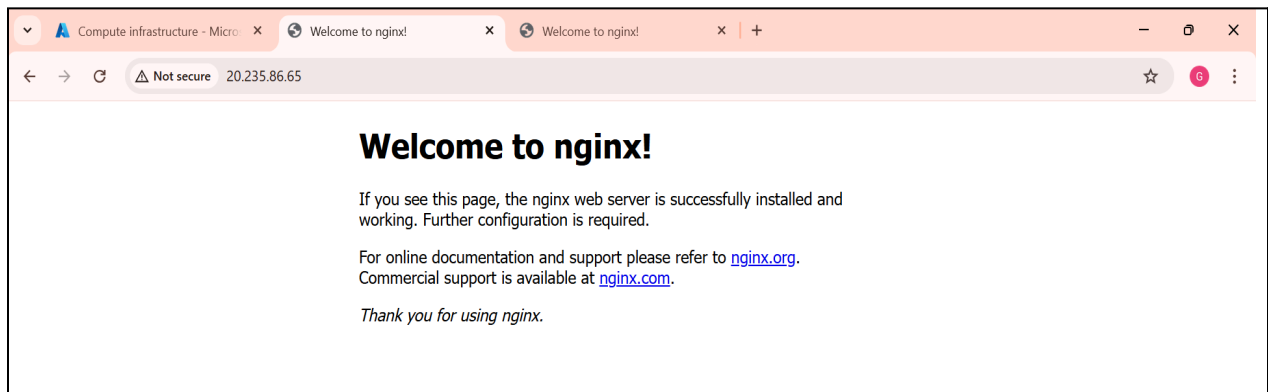 Compute infrastructure - Micro
Welcome to nginx!
Welcome to nginx!
Not secure
20.235.86.65
G
Welcome to nginx!
If you see this page, the nginx web server is successfully installed and
working. Further configuration is required.
For online documentation and support please refer to nginx.org.
Commercial support is available at nginx.com.
Thank you for using nginx.